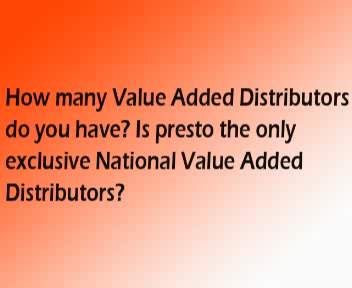 How many Value Added Distributors
do you have? Is presto the only
exclusive National Value Added
Distributors?